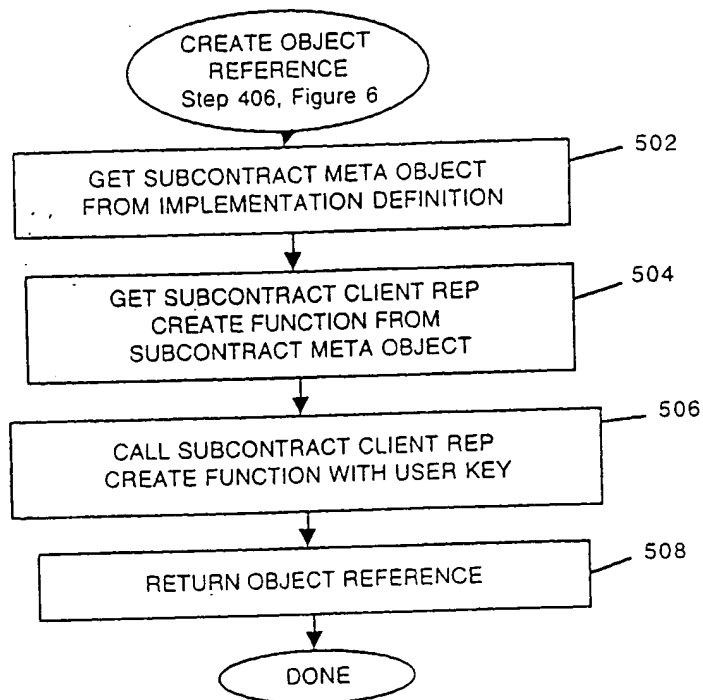 CREATE OBJECT
REFERENCE
Step 406, Figure 6
502
GET SUBCONTRACT META OBJECT
FROM IMPLEMENTATION DEFINITION
504
GET SUBCONTRACT CLIENT REP
CREATE FUNCTION FROM
SUBCONTRACT META OBJECT
506
CALL SUBCONTRACT CLIENT REP
CREATE FUNCTION WITH USER KEY
508
RETURN OBJECT REFERENCE
DONE